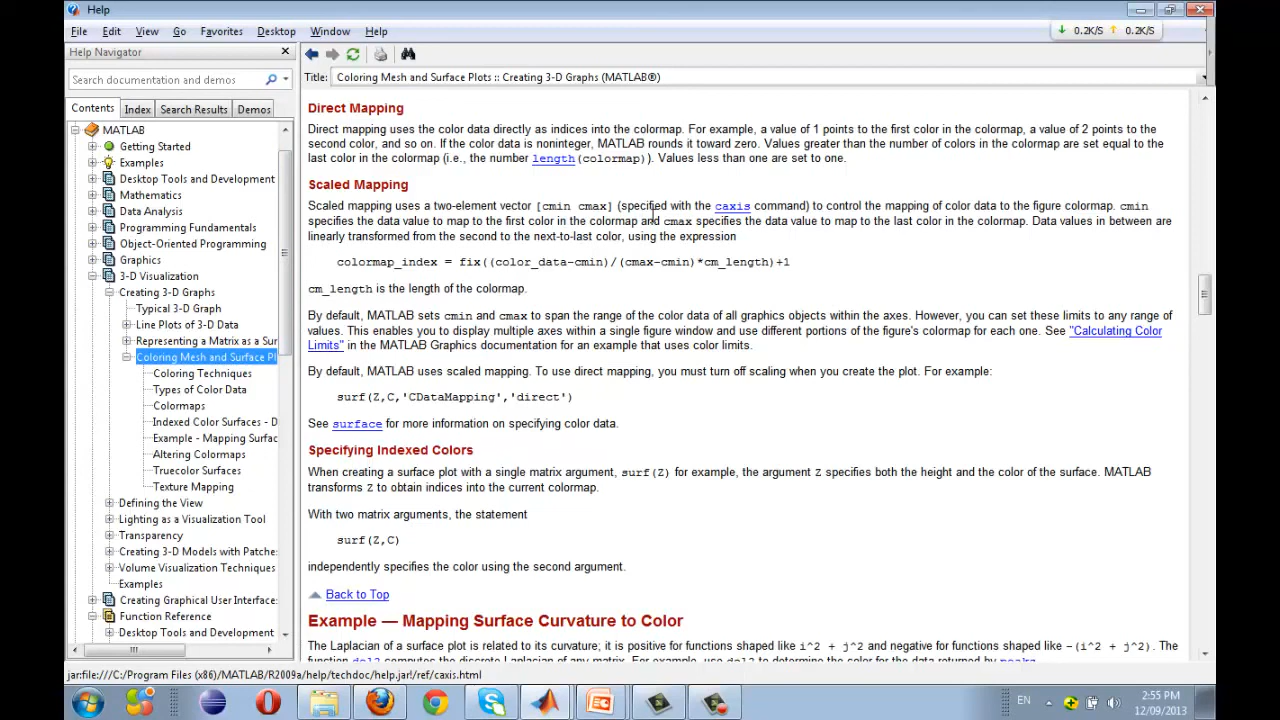 Help
File Edit View Go Favorites Desktop Window Help
0.2K/S 0.2K/S
Help Navigator
Search documentation and demos
Title: Coloring Mesh and Surface Plots :: Creating 3-D Graphs (MATLAB®)
Contents Index Search Results Demos
MATLAB
Getting Started
Examples
Desktop Tools and Development
Mathematics
Data Analysis
Programming Fundamentals
Object-Oriented Programming
Graphics
3-D Visualization
Creating 3-D Graphs
Typical 3-D Graph
Line Plots of 3-D Data
Representing a Matrix as a Sur
Coloring Mesh and Surface Pl
Coloring Techniques
Types of Color Data
Colormaps
Indexed Color Surfaces - D
Example - Mapping Surfac
Altering Colormaps
Truecolor Surfaces
Texture Mapping
Defining the View
Lighting as a Visualization Tool
Transparency
Creating 3-D Models with Patche
Volume Visualization Techniques
Examples
Creating Graphical User Interface
Function Reference
Desktop Tools and Development
Direct Mapping
Direct mapping uses the color data directly as indices into the colormap. For example, a value of 1 points to the first color in the colormap, a value of 2 points to the
second color, and so on. If the color data is noninteger, MATLAB rounds it toward zero. Values greater than the number of colors in the colormap are set equal to the
last color in the colormap (i.e., the number length(colormap)). Values less than one are set to one.
Scaled Mapping
Scaled mapping uses a two-element vector [cmin cmax] (specified with the caxis command) to control the mapping of color data to the figure colormap. cmin
specifies the data value to map to the first color in the colormap and cmax specifies the data value to map to the last color in the colormap. Data values in between are
linearly transformed from the second to the next-to-last color, using the expression
colormap_index = fix((color_data-cmin)/(cmax-cmin)*cm_length)+1
cm_length is the length of the colormap.
By default, MATLAB sets cmin and cmax to span the range of the color data of all graphics objects within the axes. However, you can set these limits to any range of
values. This enables you to display multiple axes within a single figure window and use different portions of the figure's colormap for each one. See "Calculating Color
Limits" in the MATLAB Graphics documentation for an example that uses color limits.
By default, MATLAB uses scaled mapping. To use direct mapping, you must turn off scaling when you create the plot. For example:
surf(Z,C,'CDataMapping','direct')
See surface for more information on specifying color data.
Specifying Indexed Colors
When creating a surface plot with a single matrix argument, surf(Z) for example, the argument Z specifies both the height and the color of the surface. MATLAB
transforms Z to obtain indices into the current colormap.
With two matrix arguments, the statement
surf(Z,C)
independently specifies the color using the second argument.
Back to Top
Example — Mapping Surface Curvature to Color
The Laplacian of a surface plot is related to its curvature; it is positive for functions shaped like i^2 + j^2 and negative for functions shaped like -(i^2 + j^2). The
function del2 computes the discrete Laplacian of any matrix. For example, use del2 to determine the color for the data returned by peaks.
jar:file:///C:/Program Files (x86)/MATLAB/R2009a/help/techdoc/help.jar!/ref/caxis.html
EN
2:55 PM
12/09/2013